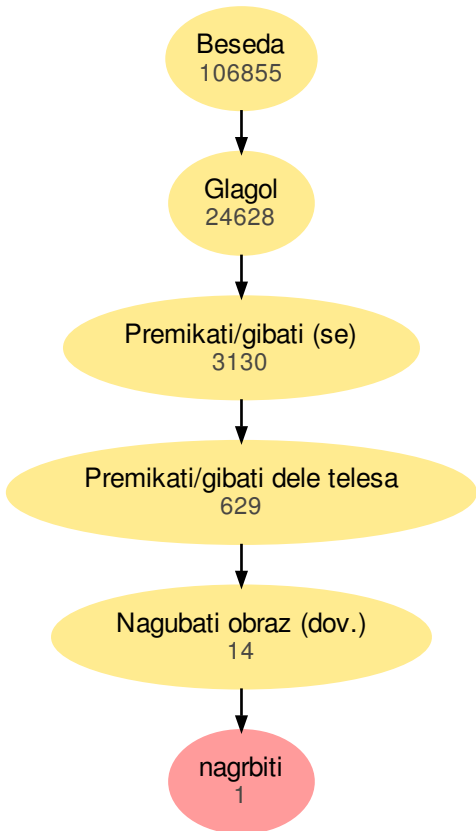 Beseda
106855
Glagol
24628
Premikati/gibati (se)
3130
Premikati/gibati dele telesa
629
Nagubati obraz (dov.)
14
nagrbiti
1